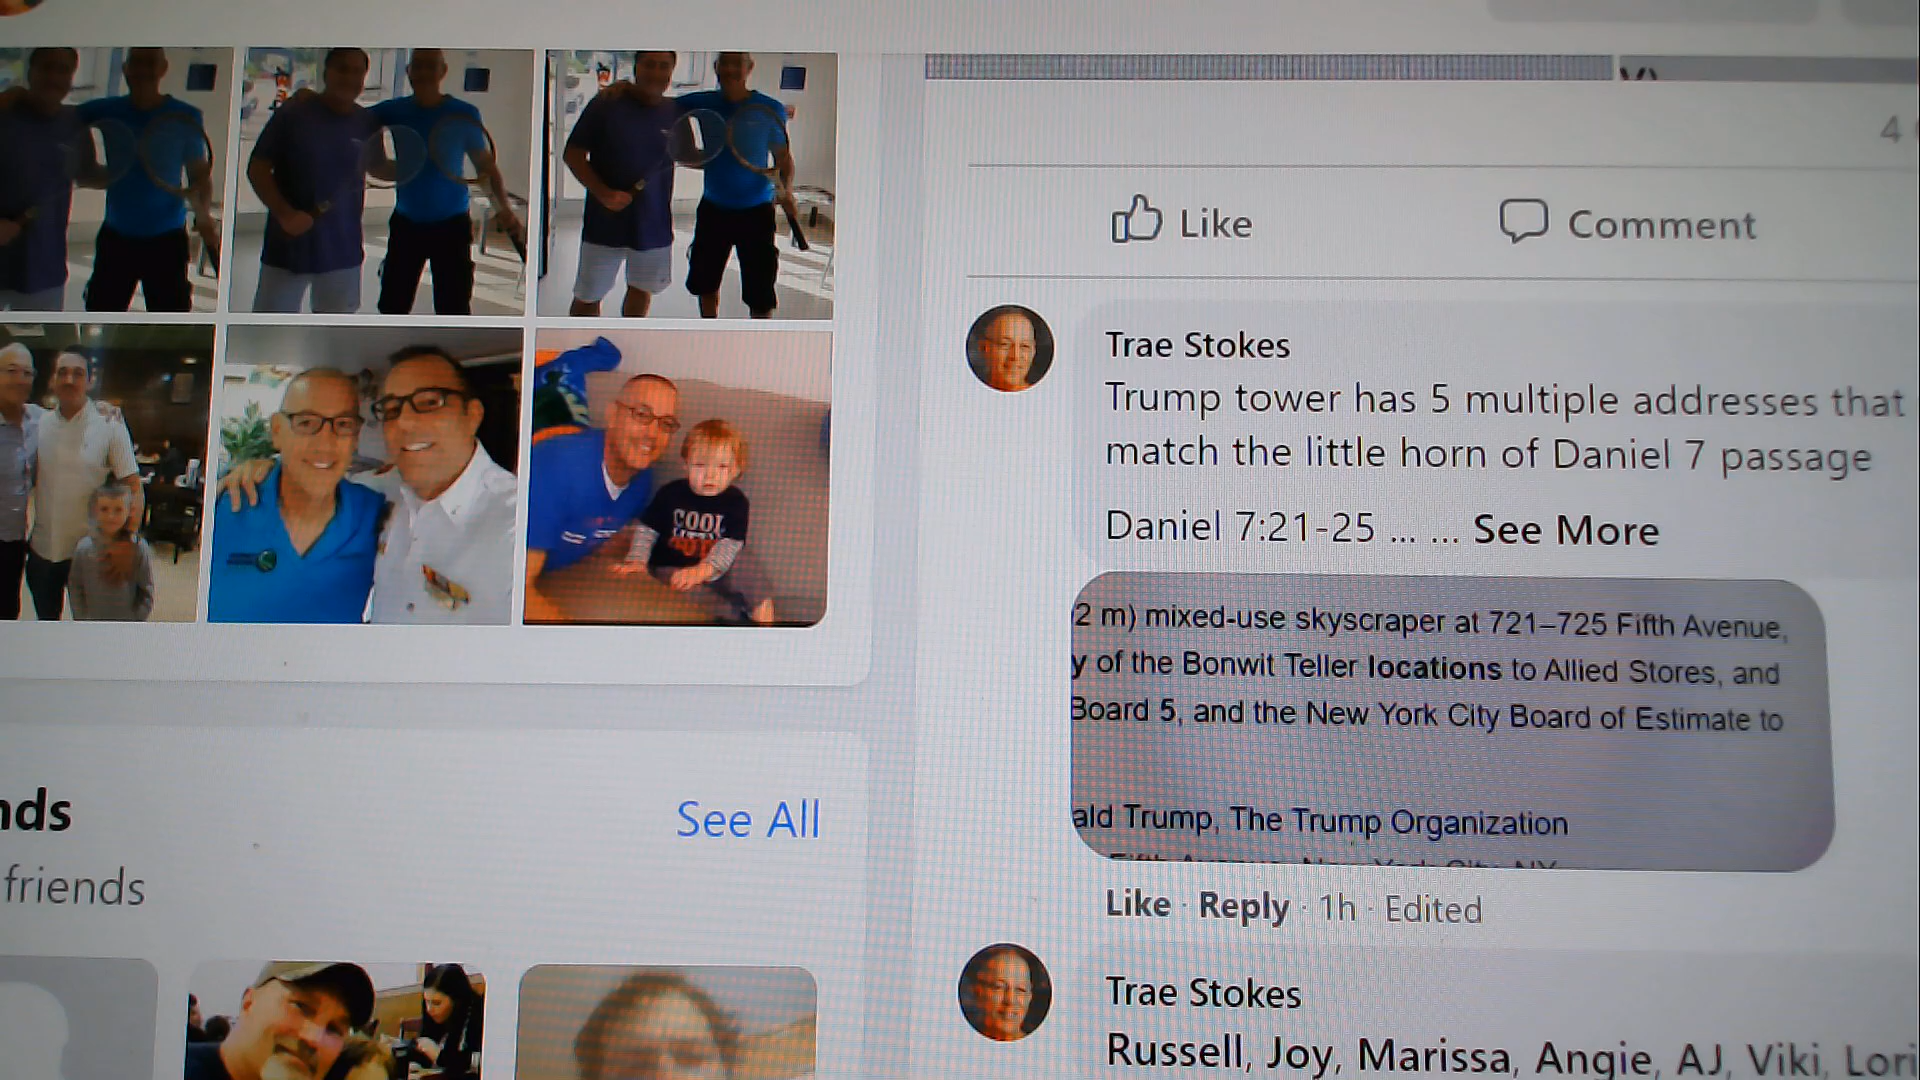 4
Like
Comment
Trae Stokes
Trump tower has 5 multiple addresses that
match the little horn of Daniel 7 passage
Daniel 7:21-25 ... ... See More
2 m) mixed-use skyscraper at 721–725 Fifth Avenue,
y of the Bonwit Teller locations to Allied Stores, and
Board 5, and the New York City Board of Estimate to
ald Trump, The Trump Organization
Like · Reply · 1h · Edited
Trae Stokes
Russell, Joy, Marissa, Angie, AJ, Viki, Lori
COOL
nds
See All
friends